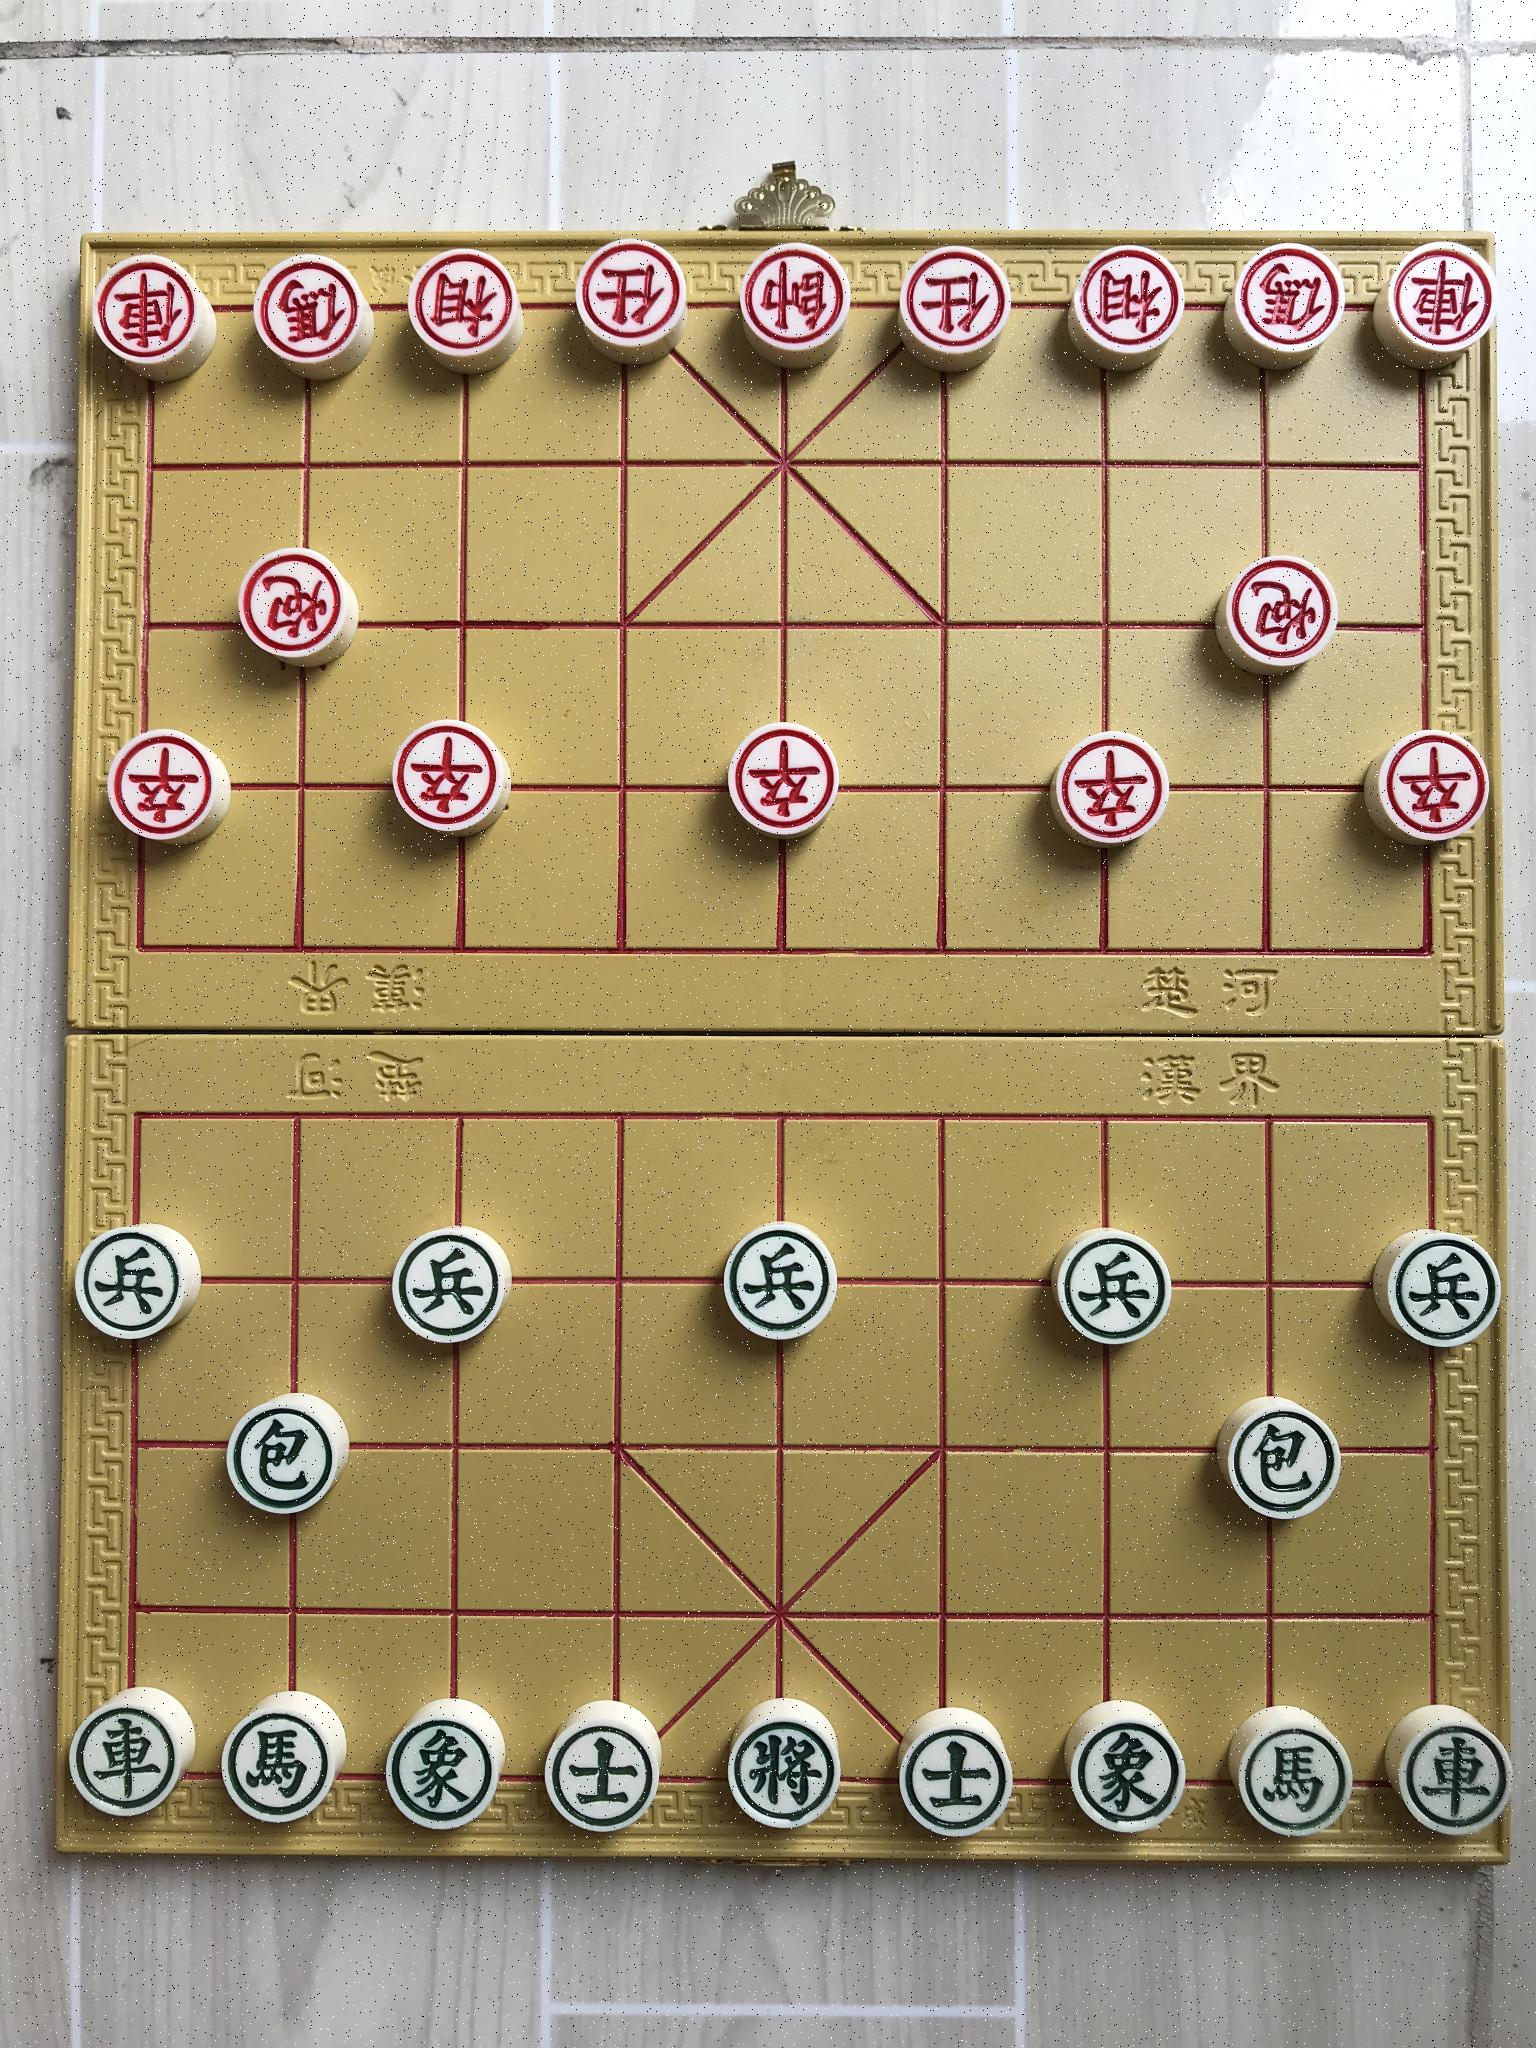 俥 傌 相 仕 帥 仕 相 傌 俥
炮 炮
卒 卒 卒 卒 卒
漢界 楚河
楚河 漢界
兵 兵 兵 兵 兵
包 包
車 馬 象 士 將 士 象 馬 車